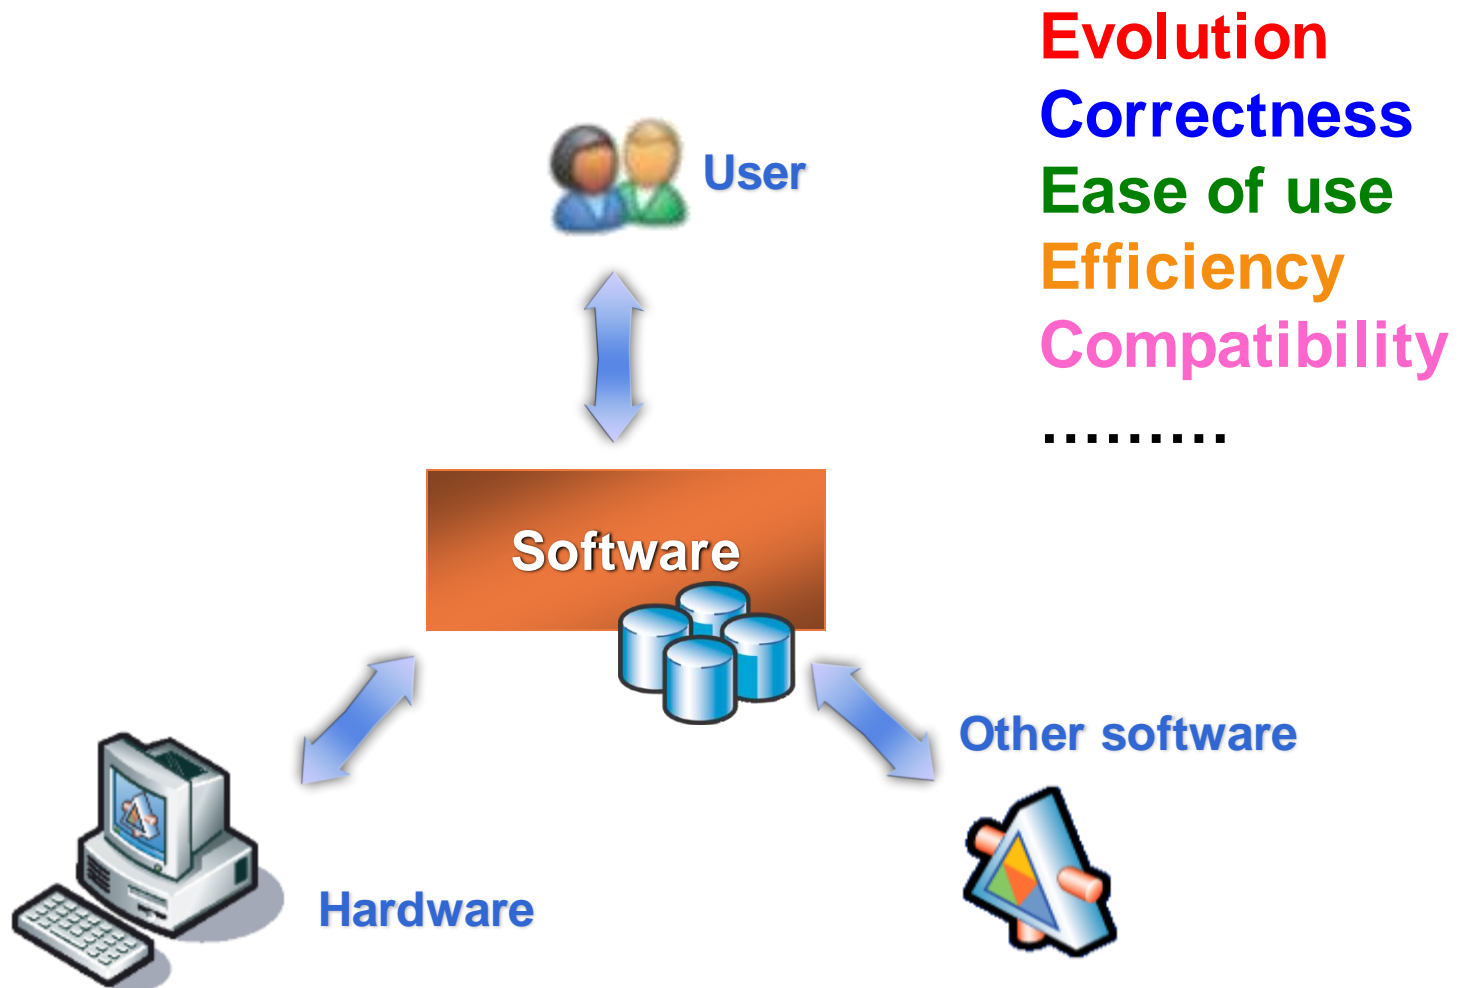 Evolution
Correctness
Ease of use
Efficiency
Compatibility
.........
User
Software
Other software
Hardware